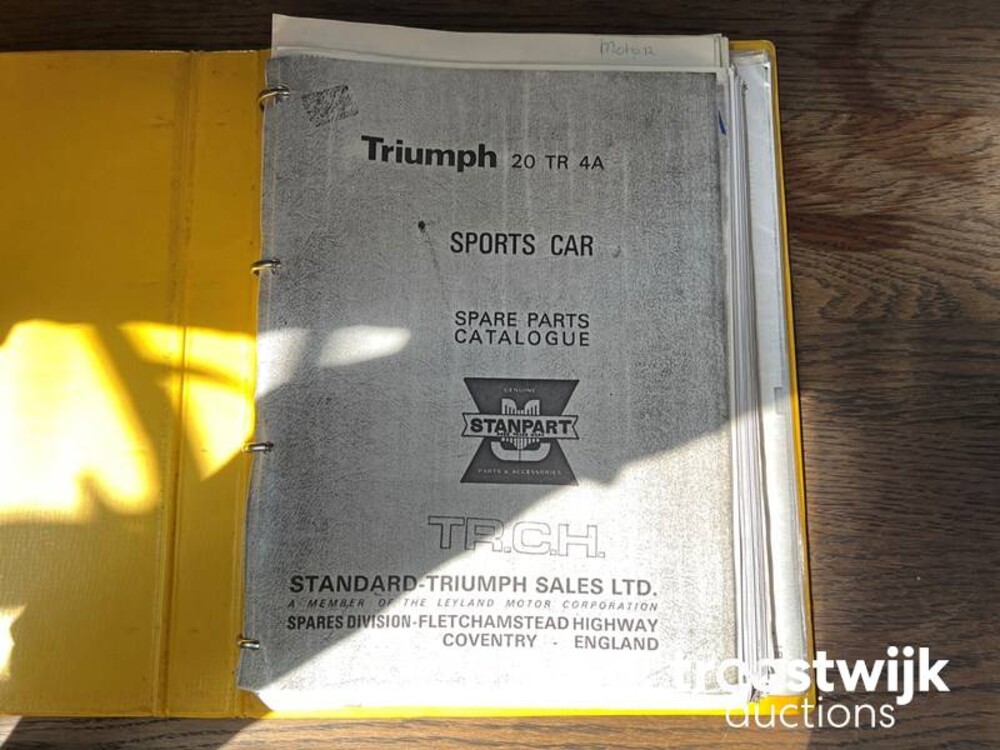 Motor
Triumph 20 TR 4A
SPORTS CAR
SPARE PARTS
CATALOGUE
GENUINE
STANPART
PARTS & ACCESSORIES
TR.C.H.
STANDARD-TRIUMPH SALES LTD.
A MEMBER OF THE LEYLAND MOTOR CORPORATION
SPARES DIVISION-FLETCHAMSTEAD HIGHWAY
COVENTRY - ENGLAND
troostwijk
auctions